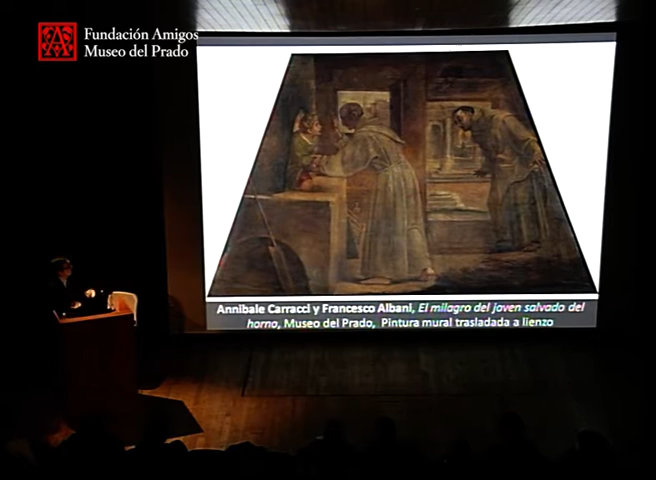 Fundación Amigos
Museo del Prado
Annibale Carracci y Francesco Albani, El milagro del joven salvado del
horno, Museo del Prado, Pintura mural trasladada a lienzo